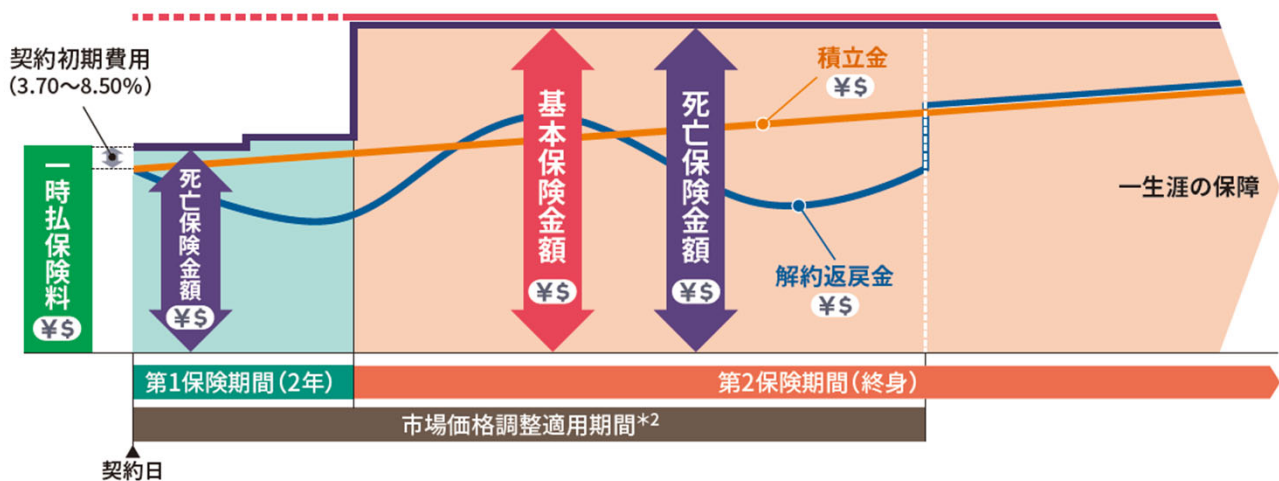 契約初期費用
(3.70〜8.50%)
一時払保険料
¥$
死亡保険金額
¥$
基本保険金額
¥$
死亡保険金額
¥$
積立金
¥$
解約返戻金
¥$
一生涯の保障
第1保険期間(2年)
第2保険期間(終身)
市場価格調整適用期間*2
▲
契約日